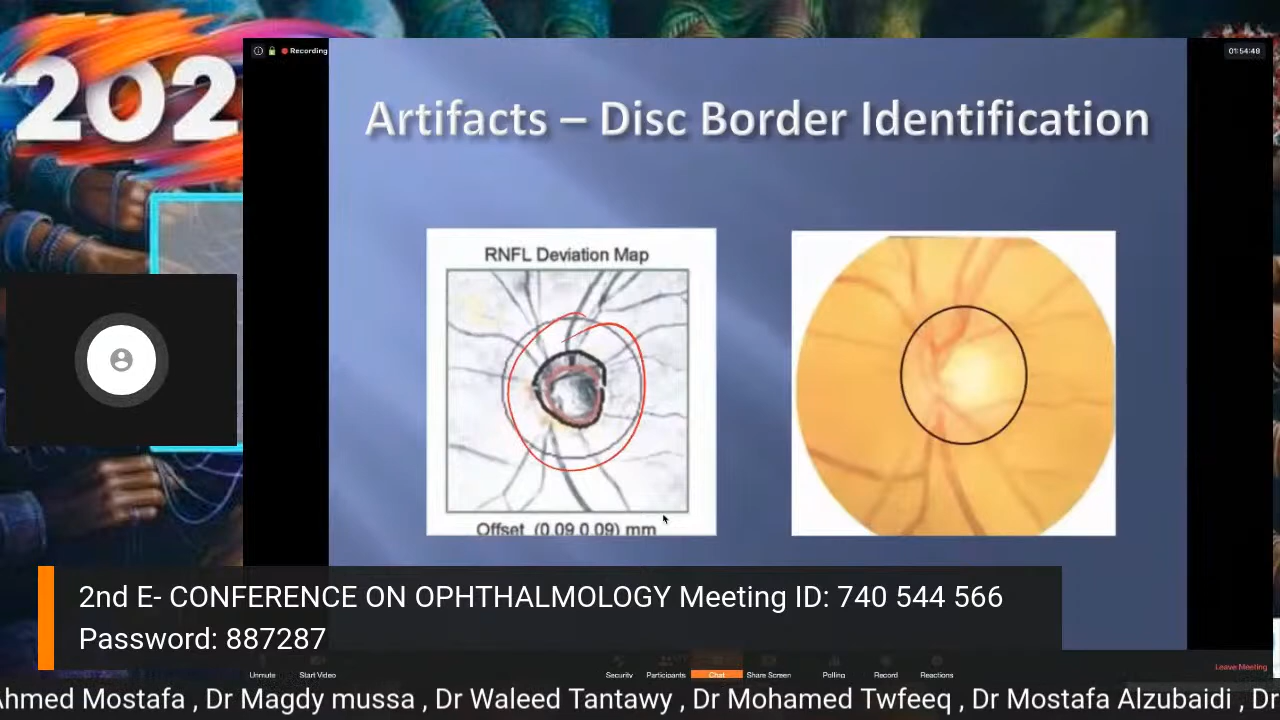 202
Recording
01:54:48
Artifacts – Disc Border Identification
RNFL Deviation Map
Offset (0.09,0.09) mm
2nd E- CONFERENCE ON OPHTHALMOLOGY Meeting ID: 740 544 566
Password: 887287
Unmute Start Video Security Participants Chat Share Screen Polling Record Reactions Leave Meeting
Ahmed Mostafa , Dr Magdy mussa , Dr Waleed Tantawy , Dr Mohamed Twfeeq , Dr Mostafa Alzubaidi , Dr